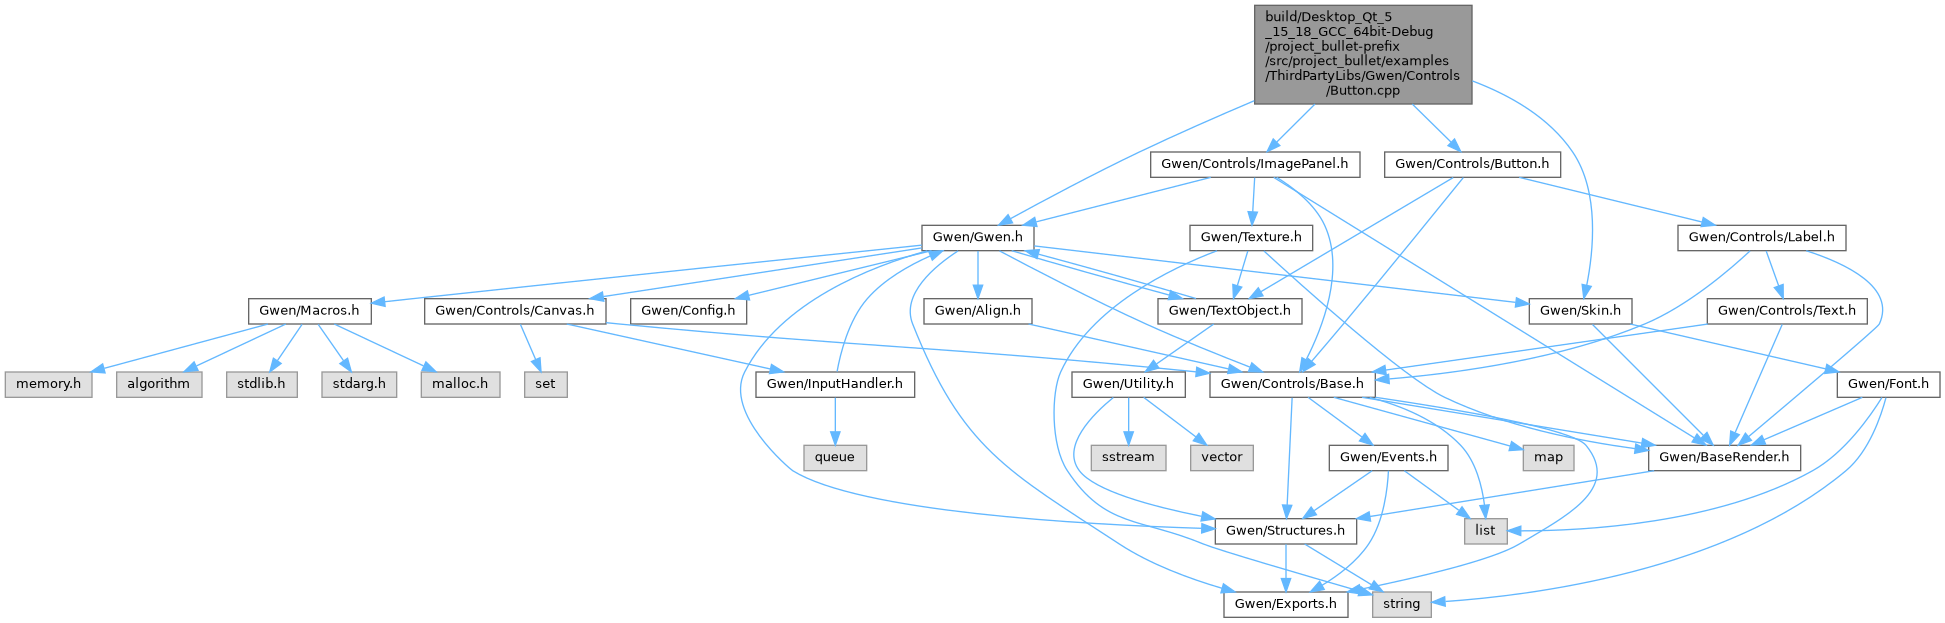 build/Desktop_Qt_5
_15_18_GCC_64bit-Debug
/project_bullet-prefix
/src/project_bullet/examples
/ThirdPartyLibs/Gwen/Controls
/Button.cpp
Gwen/Controls/ImagePanel.h
Gwen/Controls/Button.h
Gwen/Gwen.h
Gwen/Texture.h
Gwen/Controls/Label.h
Gwen/Macros.h
Gwen/Controls/Canvas.h
Gwen/Config.h
Gwen/Align.h
Gwen/TextObject.h
Gwen/Skin.h
Gwen/Controls/Text.h
memory.h
algorithm
stdlib.h
stdarg.h
malloc.h
set
Gwen/InputHandler.h
Gwen/Utility.h
Gwen/Controls/Base.h
Gwen/Font.h
queue
sstream
vector
Gwen/Events.h
map
Gwen/BaseRender.h
Gwen/Structures.h
list
Gwen/Exports.h
string